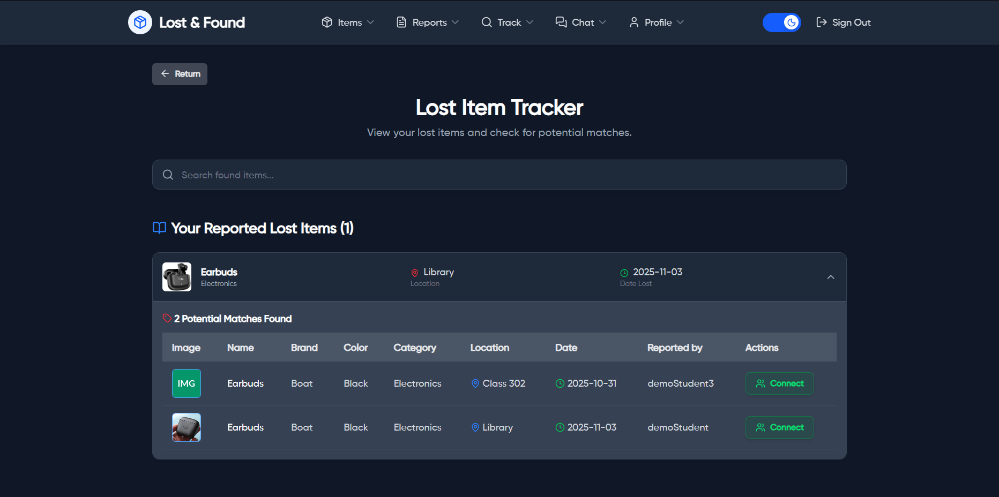 Lost & Found
Items
Reports
Track
Chat
Profile
Sign Out
Return
Lost Item Tracker
View your lost items and check for potential matches.
Search found items...
Your Reported Lost Items (1)
Earbuds
Electronics
Library
Location
2025-11-03
Date Lost
2 Potential Matches Found
Image Name Brand Color Category Location Date Reported by Actions
IMG Earbuds Boat Black Electronics Class 302 2025-10-31 demoStudent3 Connect
Earbuds Boat Black Electronics Library 2025-11-03 demoStudent Connect